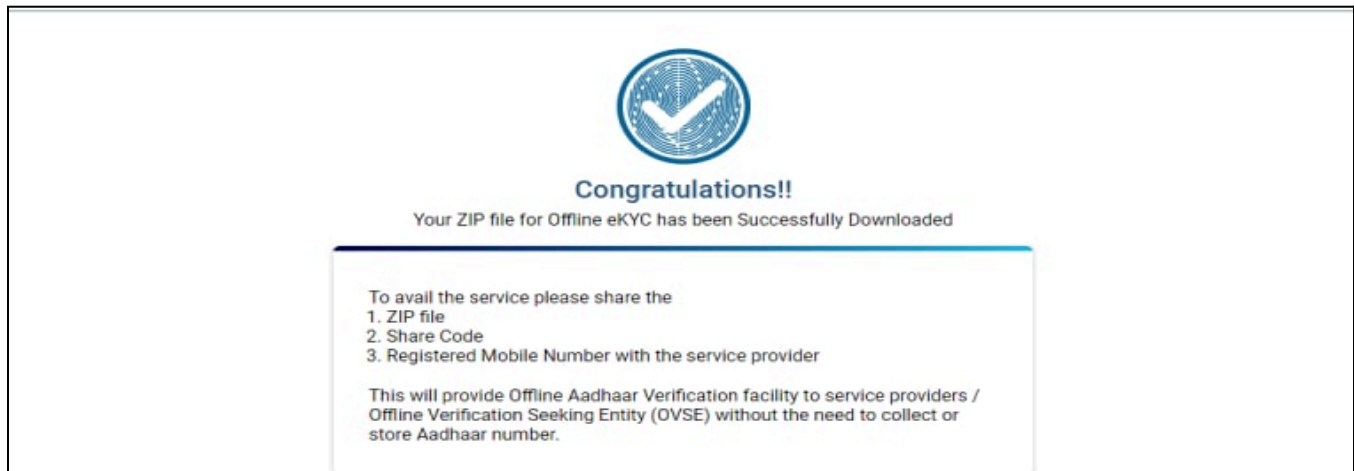 Congratulations!!
Your ZIP file for Offline eKYC has been Successfully Downloaded
To avail the service please share the
1. ZIP file
2. Share Code
3. Registered Mobile Number with the service provider
This will provide Offline Aadhaar Verification facility to service providers /
Offline Verification Seeking Entity (OVSE) without the need to collect or
store Aadhaar number.